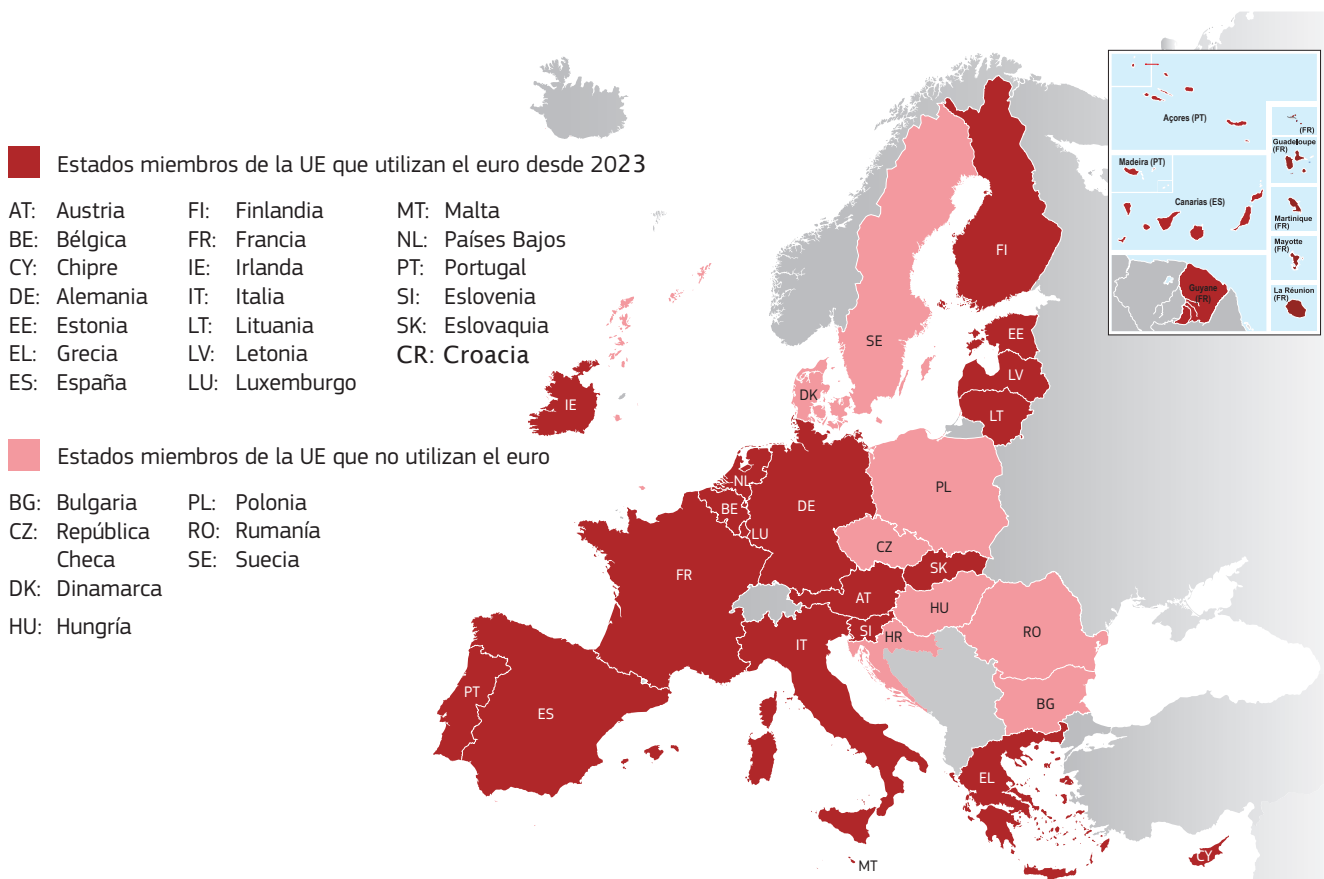 Estados miembros de la UE que utilizan el euro desde 2023
AT: Austria
BE: Bélgica
CY: Chipre
DE: Alemania
EE: Estonia
EL: Grecia
ES: España
FI: Finlandia
FR: Francia
IE: Irlanda
IT: Italia
LT: Lituania
LV: Letonia
LU: Luxemburgo
MT: Malta
NL: Países Bajos
PT: Portugal
SI: Eslovenia
SK: Eslovaquia
CR: Croacia
Estados miembros de la UE que no utilizan el euro
BG: Bulgaria
CZ: República
Checa
DK: Dinamarca
HU: Hungría
PL: Polonia
RO: Rumanía
SE: Suecia
FI
SE
EE
LV
LT
DK
IE
NL
BE
LU
DE
PL
CZ
SK
FR
AT
HU
SI
HR
RO
IT
BG
PT
ES
EL
MT
CY
Açores (PT)
Madeira (PT)
Canarias (ES)
Guyane
(FR)
(FR)
Guadeloupe
(FR)
Martinique
(FR)
Mayotte
(FR)
La Réunion
(FR)